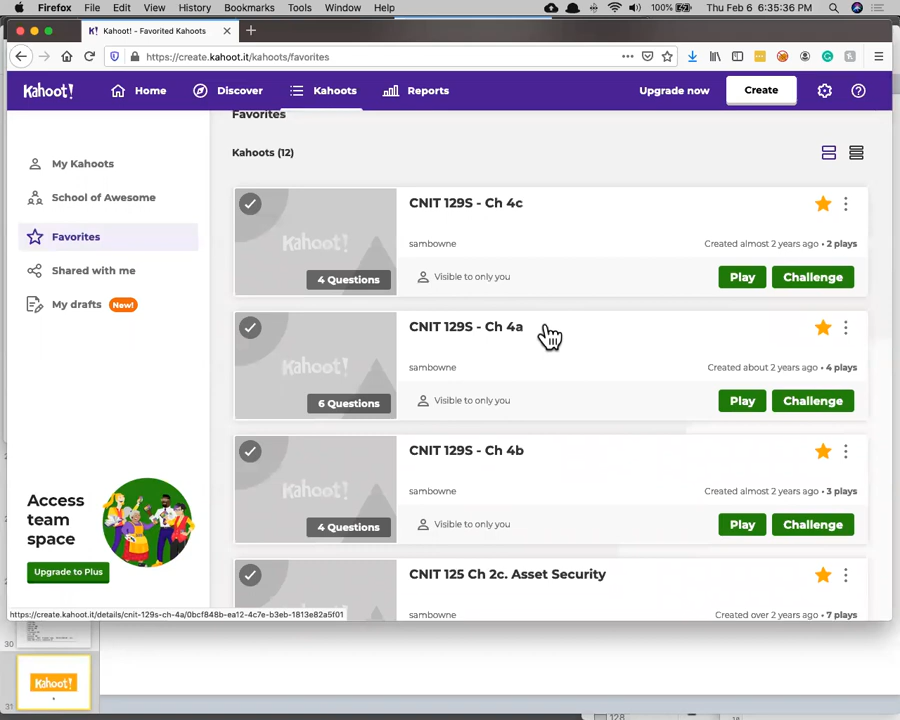 Firefox File Edit View History Bookmarks Tools Window Help 100% Thu Feb 6 6:35:36 PM
K! Kahoot! - Favorited Kahoots
https://create.kahoot.it/kahoots/favorites
Kahoot! Home Discover Kahoots Reports Upgrade now Create
My Kahoots
School of Awesome
Favorites
Shared with me
My drafts New!
Access
team
space
Upgrade to Plus
Favorites
Kahoots (12)
Kahoot!
4 Questions
CNIT 129S - Ch 4c
sambowne Created almost 2 years ago • 2 plays
Visible to only you Play Challenge
Kahoot!
6 Questions
CNIT 129S - Ch 4a
sambowne Created about 2 years ago • 4 plays
Visible to only you Play Challenge
Kahoot!
4 Questions
CNIT 129S - Ch 4b
sambowne Created almost 2 years ago • 3 plays
Visible to only you Play Challenge
CNIT 125 Ch 2c. Asset Security
sambowne Created over 2 years ago • 7 plays
https://create.kahoot.it/details/cnit-129s-ch-4a/0bcf848b-ea12-4c7e-b3eb-1813e82a5f01
30
Kahoot!
31
128
18